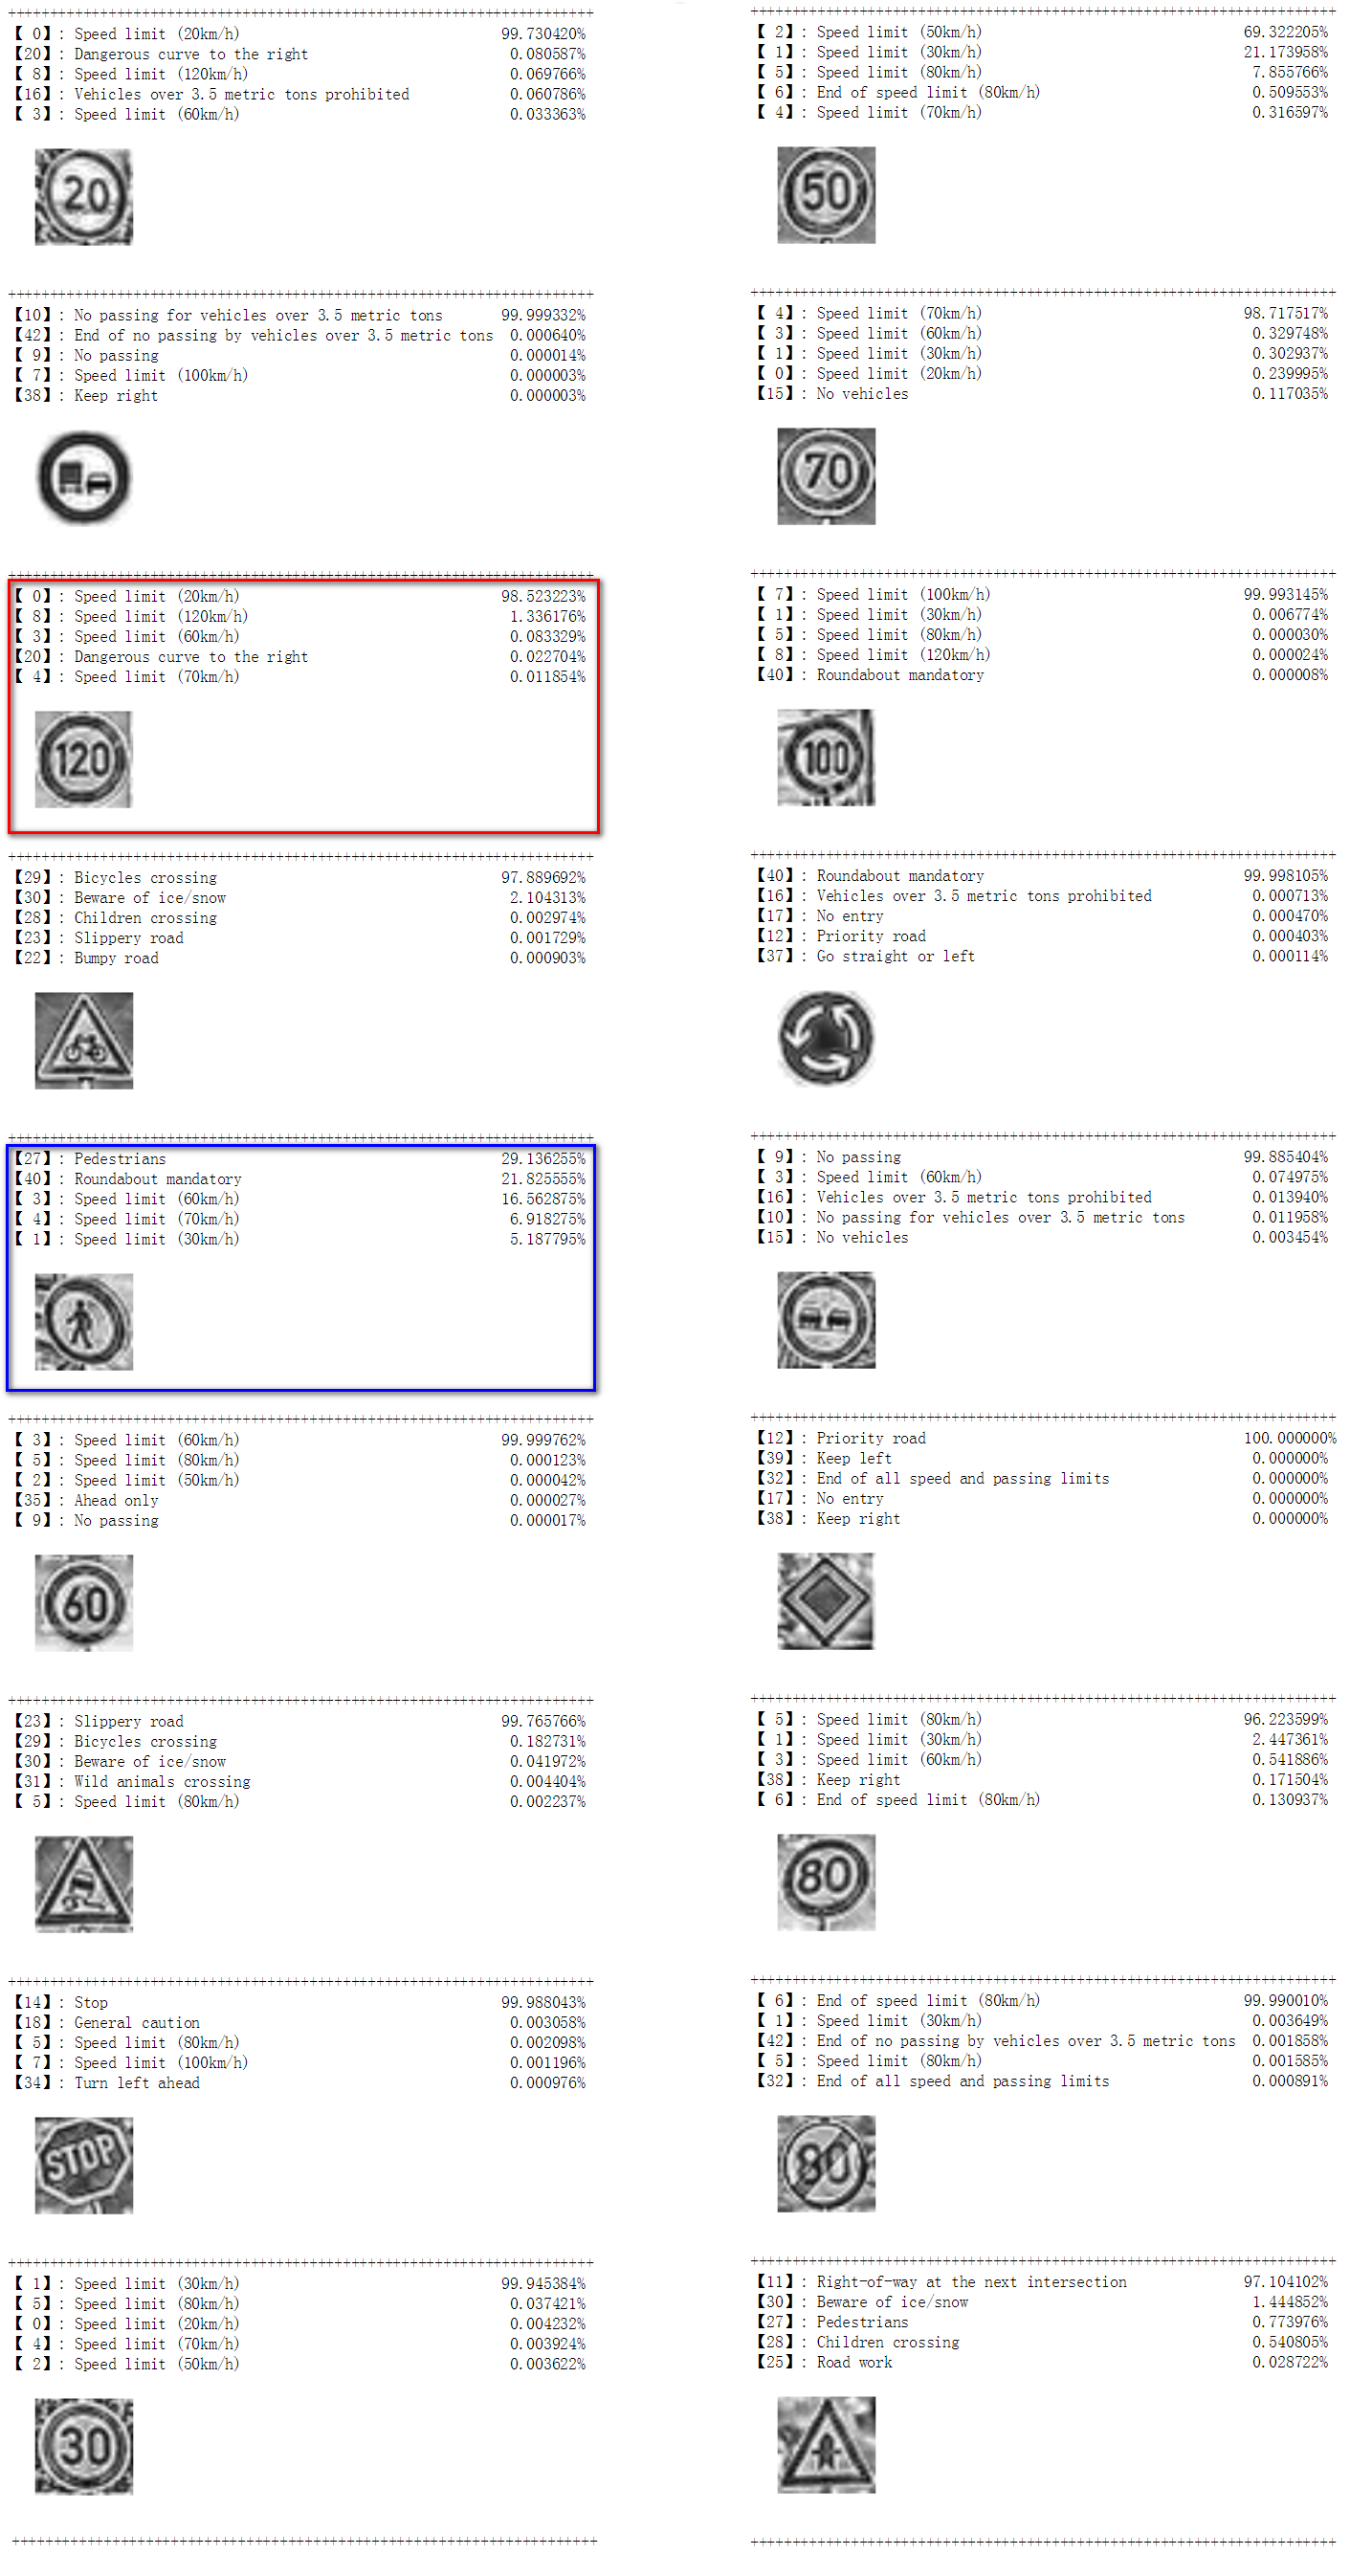 ++++++++++++++++++++++++++++++++++++++++++++++++++++++++++++++++++++++
【 0】: Speed limit (20km/h) 99.730420%
【20】: Dangerous curve to the right 0.080587%
【 8】: Speed limit (120km/h) 0.069766%
【16】: Vehicles over 3.5 metric tons prohibited 0.060786%
【 3】: Speed limit (60km/h) 0.033363%
20
++++++++++++++++++++++++++++++++++++++++++++++++++++++++++++++++++++++
【10】: No passing for vehicles over 3.5 metric tons 99.999332%
【42】: End of no passing by vehicles over 3.5 metric tons 0.000640%
【 9】: No passing 0.000014%
【 7】: Speed limit (100km/h) 0.000003%
【38】: Keep right 0.000003%
++++++++++++++++++++++++++++++++++++++++++++++++++++++++++++++++++++++
【 0】: Speed limit (20km/h) 98.523223%
【 8】: Speed limit (120km/h) 1.336176%
【 3】: Speed limit (60km/h) 0.083329%
【20】: Dangerous curve to the right 0.022704%
【 4】: Speed limit (70km/h) 0.011854%
120
++++++++++++++++++++++++++++++++++++++++++++++++++++++++++++++++++++++
【29】: Bicycles crossing 97.889692%
【30】: Beware of ice/snow 2.104313%
【28】: Children crossing 0.002974%
【23】: Slippery road 0.001729%
【22】: Bumpy road 0.000903%
++++++++++++++++++++++++++++++++++++++++++++++++++++++++++++++++++++++
【27】: Pedestrians 29.136255%
【40】: Roundabout mandatory 21.825555%
【 3】: Speed limit (60km/h) 16.562875%
【 4】: Speed limit (70km/h) 6.918275%
【 1】: Speed limit (30km/h) 5.187795%
++++++++++++++++++++++++++++++++++++++++++++++++++++++++++++++++++++++
【 3】: Speed limit (60km/h) 99.999762%
【 5】: Speed limit (80km/h) 0.000123%
【 2】: Speed limit (50km/h) 0.000042%
【35】: Ahead only 0.000027%
【 9】: No passing 0.000017%
60
++++++++++++++++++++++++++++++++++++++++++++++++++++++++++++++++++++++
【23】: Slippery road 99.765766%
【29】: Bicycles crossing 0.182731%
【30】: Beware of ice/snow 0.041972%
【31】: Wild animals crossing 0.004404%
【 5】: Speed limit (80km/h) 0.002237%
++++++++++++++++++++++++++++++++++++++++++++++++++++++++++++++++++++++
【14】: Stop 99.988043%
【18】: General caution 0.003058%
【 5】: Speed limit (80km/h) 0.002098%
【 7】: Speed limit (100km/h) 0.001196%
【34】: Turn left ahead 0.000976%
STOP
++++++++++++++++++++++++++++++++++++++++++++++++++++++++++++++++++++++
【 1】: Speed limit (30km/h) 99.945384%
【 5】: Speed limit (80km/h) 0.037421%
【 0】: Speed limit (20km/h) 0.004232%
【 4】: Speed limit (70km/h) 0.003924%
【 2】: Speed limit (50km/h) 0.003622%
30
++++++++++++++++++++++++++++++++++++++++++++++++++++++++++++++++++++++
++++++++++++++++++++++++++++++++++++++++++++++++++++++++++++++++++++++
【 2】: Speed limit (50km/h) 69.322205%
【 1】: Speed limit (30km/h) 21.173958%
【 5】: Speed limit (80km/h) 7.855766%
【 6】: End of speed limit (80km/h) 0.509553%
【 4】: Speed limit (70km/h) 0.316597%
50
++++++++++++++++++++++++++++++++++++++++++++++++++++++++++++++++++++++
【 4】: Speed limit (70km/h) 98.717517%
【 3】: Speed limit (60km/h) 0.329748%
【 1】: Speed limit (30km/h) 0.302937%
【 0】: Speed limit (20km/h) 0.239995%
【15】: No vehicles 0.117035%
70
++++++++++++++++++++++++++++++++++++++++++++++++++++++++++++++++++++++
【 7】: Speed limit (100km/h) 99.993145%
【 1】: Speed limit (30km/h) 0.006774%
【 5】: Speed limit (80km/h) 0.000030%
【 8】: Speed limit (120km/h) 0.000024%
【40】: Roundabout mandatory 0.000008%
100
++++++++++++++++++++++++++++++++++++++++++++++++++++++++++++++++++++++
【40】: Roundabout mandatory 99.998105%
【16】: Vehicles over 3.5 metric tons prohibited 0.000713%
【17】: No entry 0.000470%
【12】: Priority road 0.000403%
【37】: Go straight or left 0.000114%
++++++++++++++++++++++++++++++++++++++++++++++++++++++++++++++++++++++
【 9】: No passing 99.885404%
【 3】: Speed limit (60km/h) 0.074975%
【16】: Vehicles over 3.5 metric tons prohibited 0.013940%
【10】: No passing for vehicles over 3.5 metric tons 0.011958%
【15】: No vehicles 0.003454%
++++++++++++++++++++++++++++++++++++++++++++++++++++++++++++++++++++++
【12】: Priority road 100.000000%
【39】: Keep left 0.000000%
【32】: End of all speed and passing limits 0.000000%
【17】: No entry 0.000000%
【38】: Keep right 0.000000%
++++++++++++++++++++++++++++++++++++++++++++++++++++++++++++++++++++++
【 5】: Speed limit (80km/h) 96.223599%
【 1】: Speed limit (30km/h) 2.447361%
【 3】: Speed limit (60km/h) 0.541886%
【38】: Keep right 0.171504%
【 6】: End of speed limit (80km/h) 0.130937%
80
++++++++++++++++++++++++++++++++++++++++++++++++++++++++++++++++++++++
【 6】: End of speed limit (80km/h) 99.990010%
【 1】: Speed limit (30km/h) 0.003649%
【42】: End of no passing by vehicles over 3.5 metric tons 0.001858%
【 5】: Speed limit (80km/h) 0.001585%
【32】: End of all speed and passing limits 0.000891%
80
++++++++++++++++++++++++++++++++++++++++++++++++++++++++++++++++++++++
【11】: Right-of-way at the next intersection 97.104102%
【30】: Beware of ice/snow 1.444852%
【27】: Pedestrians 0.773976%
【28】: Children crossing 0.540805%
【25】: Road work 0.028722%
++++++++++++++++++++++++++++++++++++++++++++++++++++++++++++++++++++++